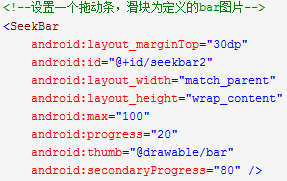 <!--设置一个拖动条，滑块为定义的bar图片-->
<SeekBar
android:layout_marginTop="30dp"
android:id="@+id/seekbar2"
android:layout_width="match_parent"
android:layout_height="wrap_content"
android:max="100"
android:progress="20"
android:thumb="@drawable/bar"
android:secondaryProgress="80" />